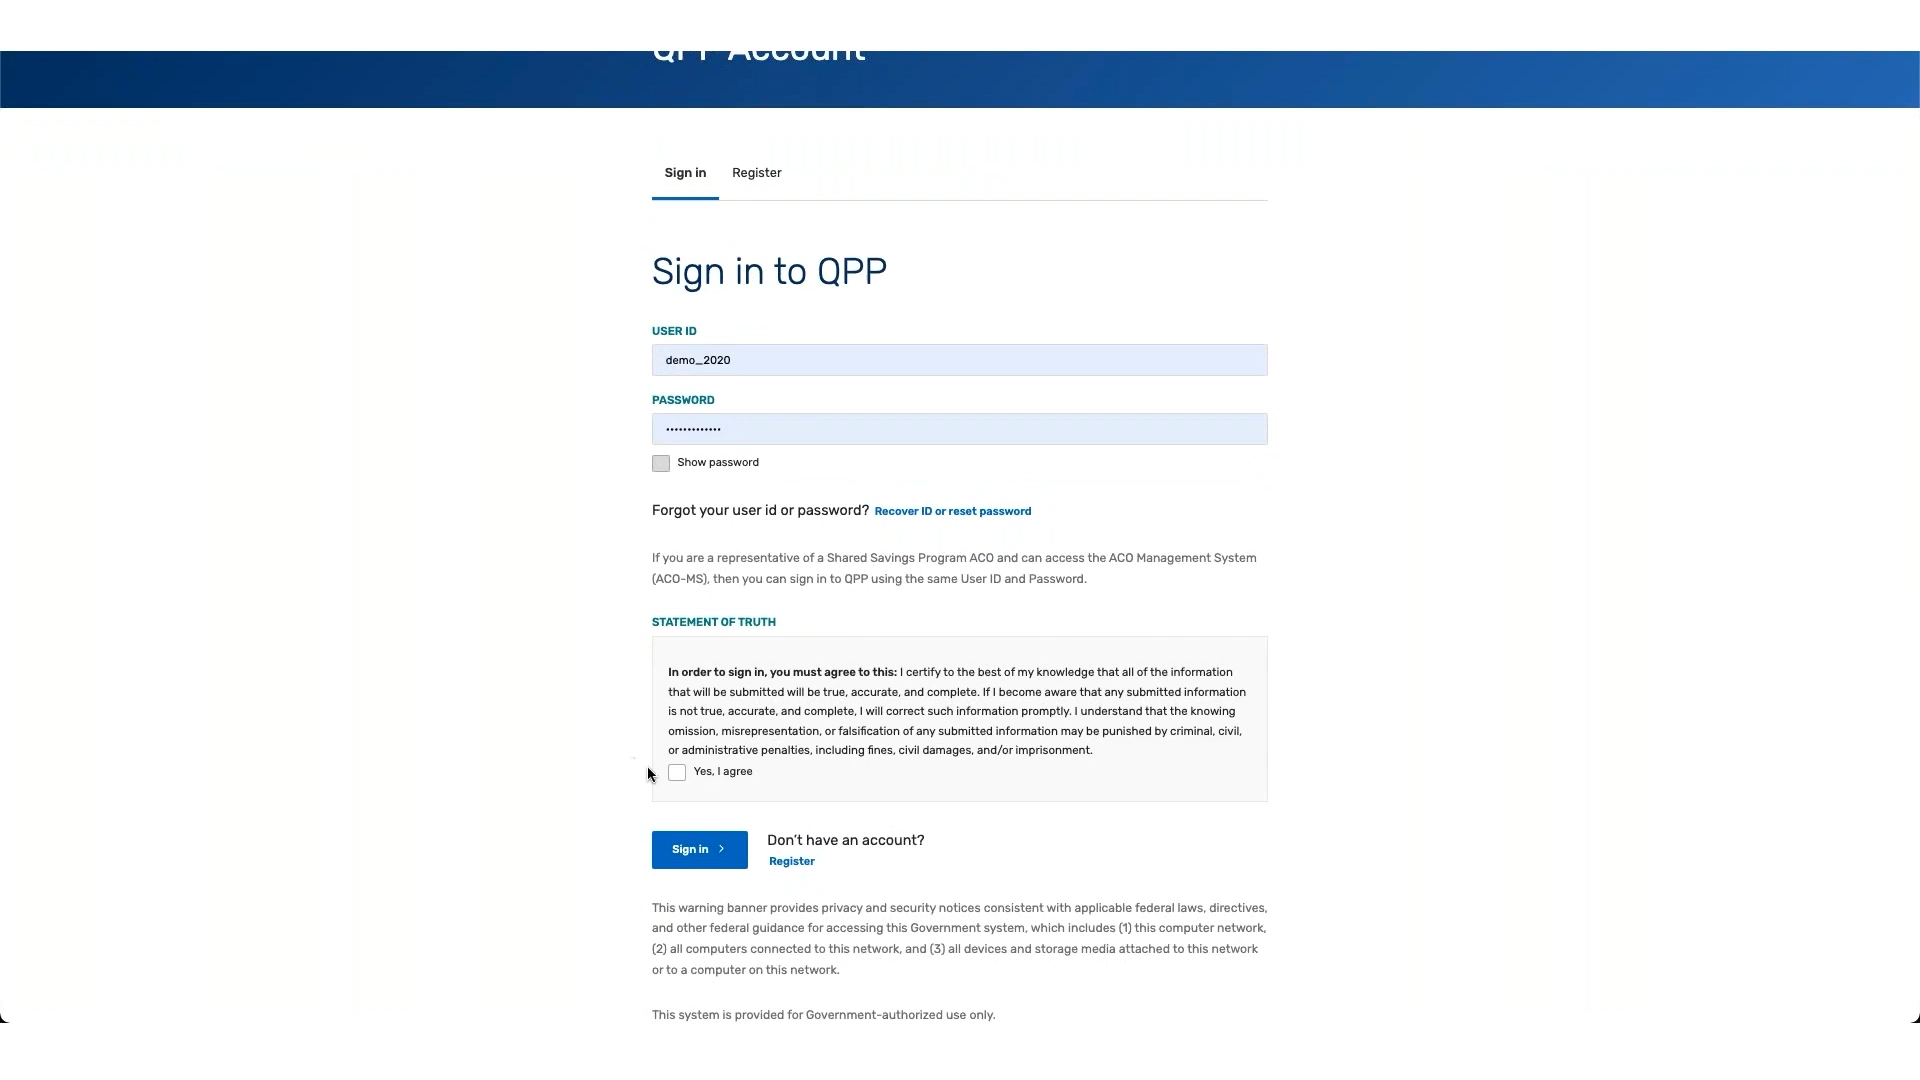 QPP Account
Sign in
Register
Sign in to QPP
USER ID
demo_2020
PASSWORD
•••••••••••••
Show password
Forgot your user id or password? Recover ID or reset password
If you are a representative of a Shared Savings Program ACO and can access the ACO Management System
(ACO-MS), then you can sign in to QPP using the same User ID and Password.
STATEMENT OF TRUTH
In order to sign in, you must agree to this: I certify to the best of my knowledge that all of the information
that will be submitted will be true, accurate, and complete. If I become aware that any submitted information
is not true, accurate, and complete, I will correct such information promptly. I understand that the knowing
omission, misrepresentation, or falsification of any submitted information may be punished by criminal, civil,
or administrative penalties, including fines, civil damages, and/or imprisonment.
Yes, I agree
Sign in
Don't have an account?
Register
This warning banner provides privacy and security notices consistent with applicable federal laws, directives,
and other federal guidance for accessing this Government system, which includes (1) this computer network,
(2) all computers connected to this network, and (3) all devices and storage media attached to this network
or to a computer on this network.
This system is provided for Government-authorized use only.